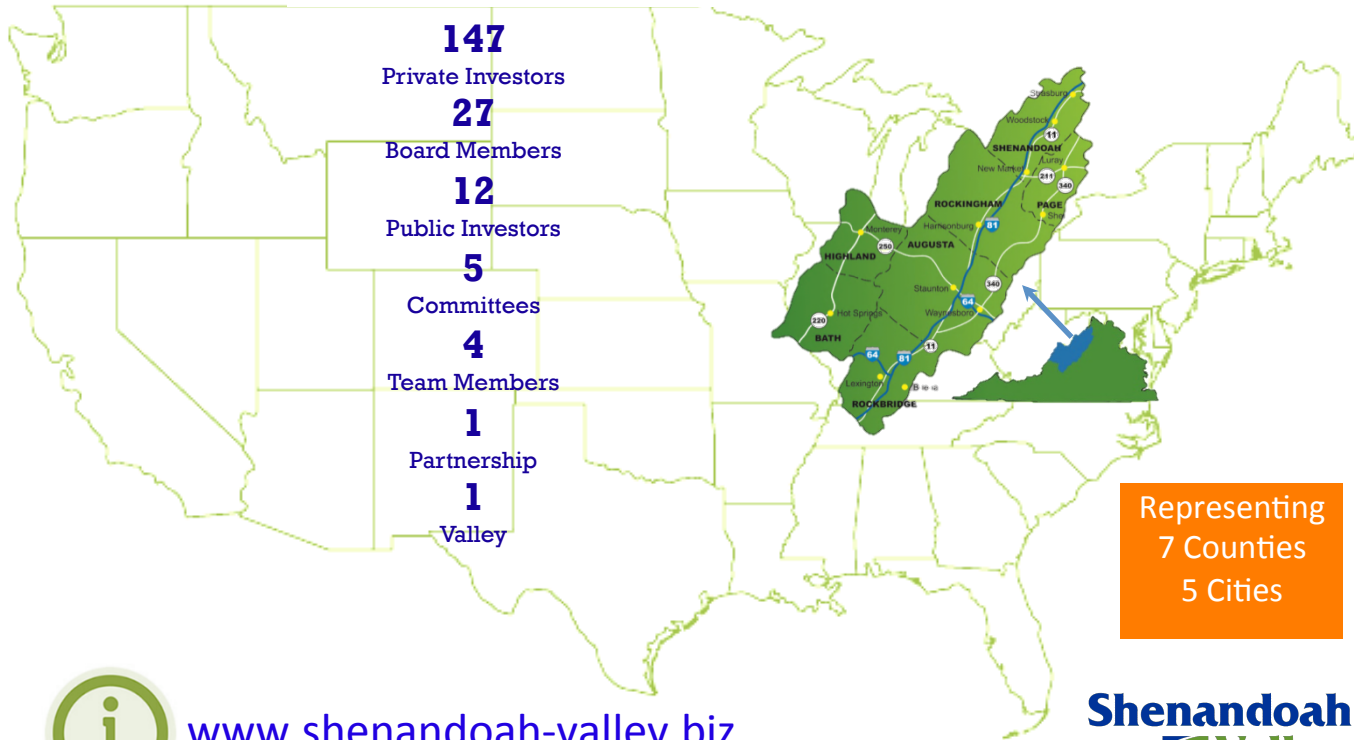 147
Private Investors
27
Board Members
12
Public Investors
5
Committees
4
Team Members
1
Partnership
1
Valley
Strasburg
Woodstock
11
SHENANDOAH
Luray
New Market
211
340
ROCKINGHAM
PAGE
Harrisonburg
81
She
Monterey
AUGUSTA
250
HIGHLAND
Staunton
340
64
Waynesboro
Hot Springs
220
BATH
11
64
81
Lexington
ROCKBRIDGE
Representing
7 Counties
5 Cities
i
www.shenandoah-valley.biz
Shenandoah